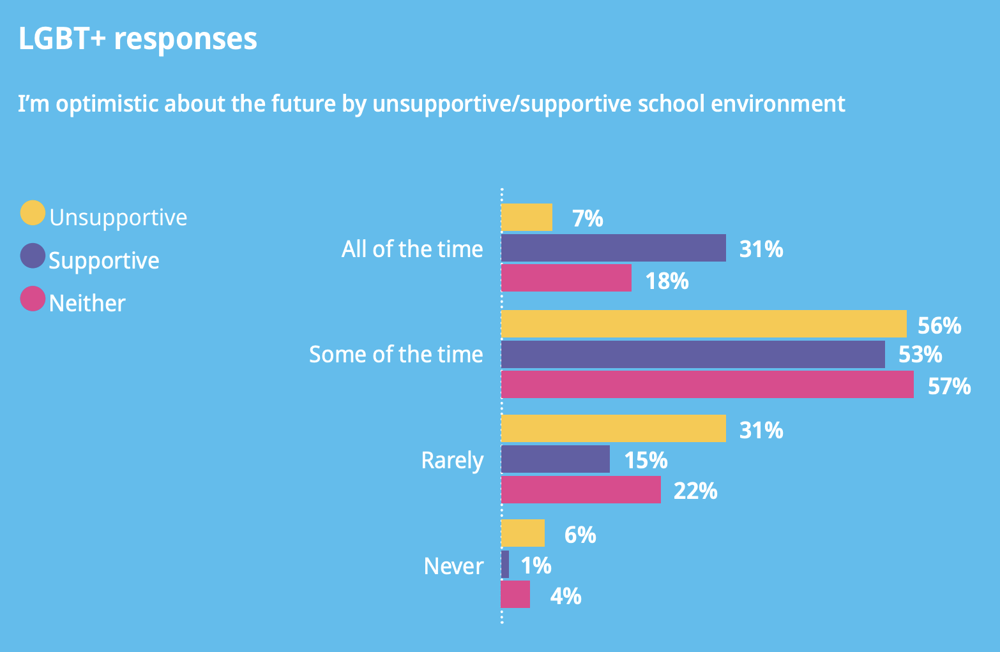 LGBT+ responses
I’m optimistic about the future by unsupportive/supportive school environment
Unsupportive
Supportive
Neither
All of the time
7%
31%
18%
Some of the time
56%
53%
57%
Rarely
31%
15%
22%
Never
6%
1%
4%